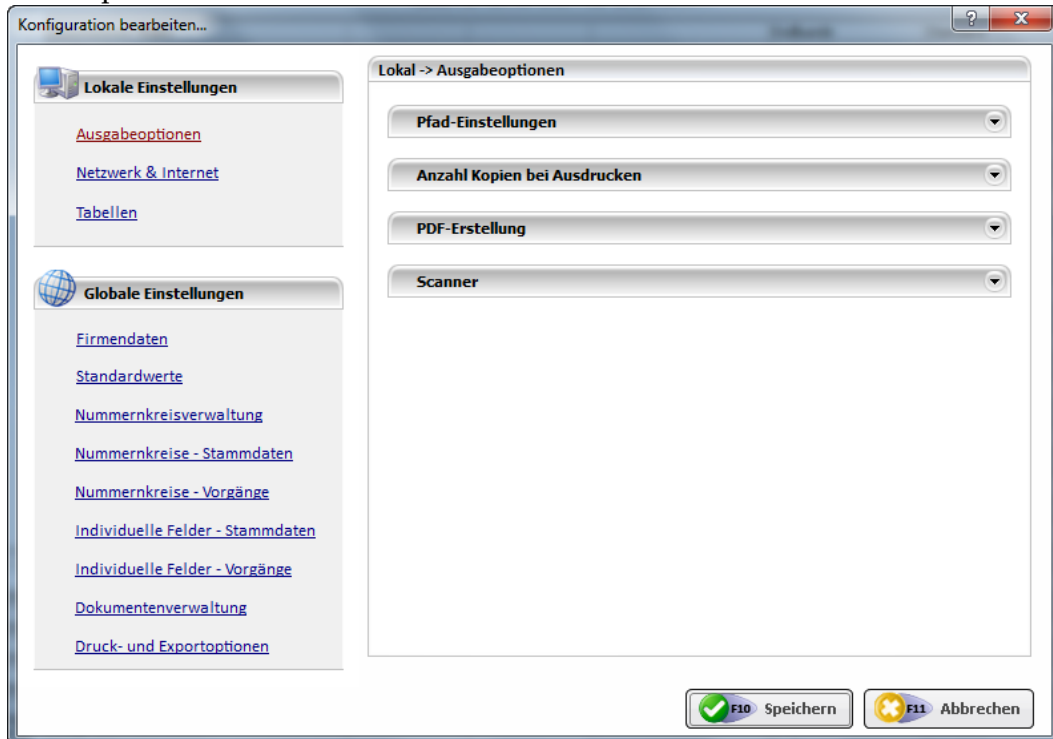 Konfiguration bearbeiten...
?
X
Lokale Einstellungen
Ausgabeoptionen
Netzwerk & Internet
Tabellen
Globale Einstellungen
Firmendaten
Standardwerte
Nummernkreisverwaltung
Nummernkreise - Stammdaten
Nummernkreise - Vorgänge
Individuelle Felder - Stammdaten
Individuelle Felder - Vorgänge
Dokumentenverwaltung
Druck- und Exportoptionen
Lokal -> Ausgabeoptionen
Pfad-Einstellungen
Anzahl Kopien bei Ausdrucken
PDF-Erstellung
Scanner
F10 Speichern
F11 Abbrechen